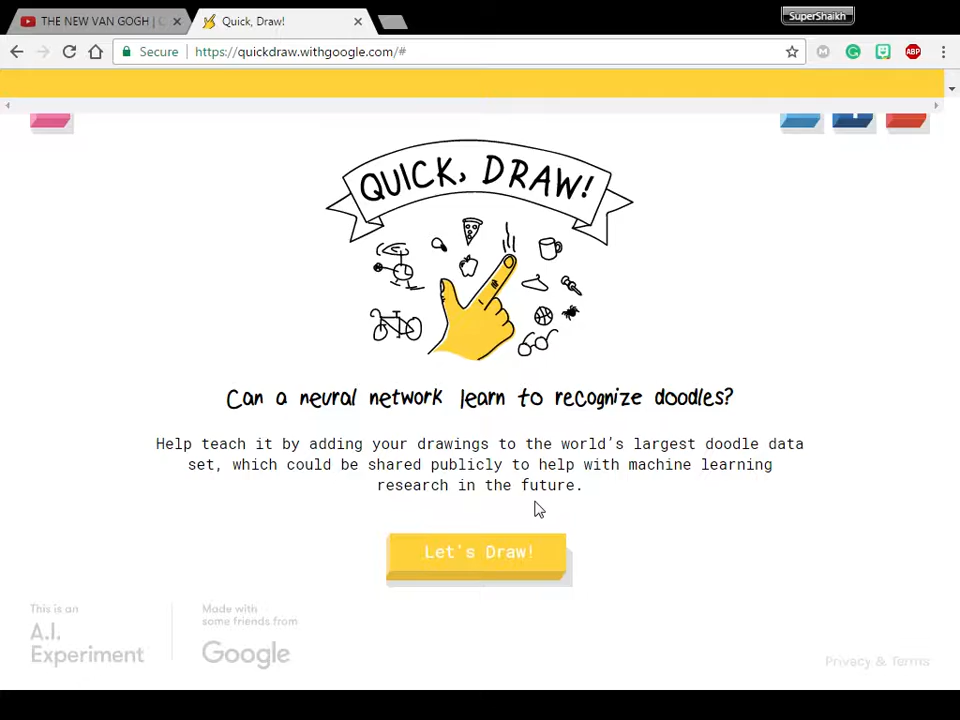 THE NEW VAN GOGH |
Quick, Draw!
SuperShaikh
Secure
https://quickdraw.withgoogle.com/#
ABP
QUICK, DRAW!
Can a neural network learn to recognize doodles?
Help teach it by adding your drawings to the world's largest doodle data
set, which could be shared publicly to help with machine learning
research in the future.
Let's Draw!
This is an
A.I.
Experiment
Made with
some friends from
Google
Privacy & Terms